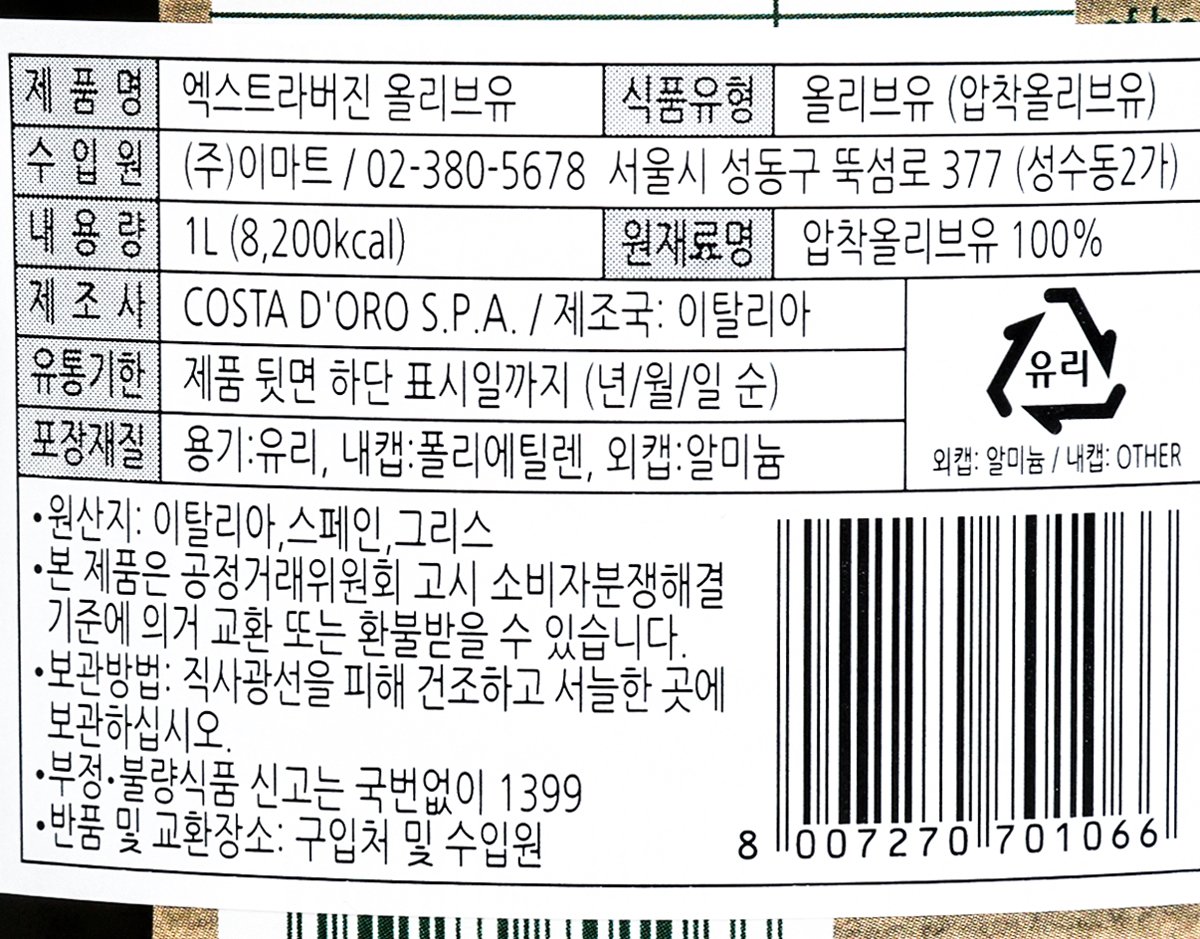 제 품 명 엑스트라버진 올리브유 식품유형 올리브유 (압착올리브유)
수 입 원 (주)이마트 / 02-380-5678 서울시 성동구 뚝섬로 377 (성수동2가)
내 용 량 1L (8,200kcal) 원재료명 압착올리브유 100%
제 조 사 COSTA D'ORO S.P.A. / 제조국: 이탈리아
유통기한 제품 뒷면 하단 표시일까지 (년/월/일 순)
포장재질 용기:유리, 내캡:폴리에틸렌, 외캡:알미늄
유리
외캡: 알미늄 / 내캡: OTHER
•원산지: 이탈리아,스페인,그리스
•본 제품은 공정거래위원회 고시 소비자분쟁해결
기준에 의거 교환 또는 환불받을 수 있습니다.
•보관방법: 직사광선을 피해 건조하고 서늘한 곳에
보관하십시오.
•부정•불량식품 신고는 국번없이 1399
•반품 및 교환장소: 구입처 및 수입원
8 007270 701066